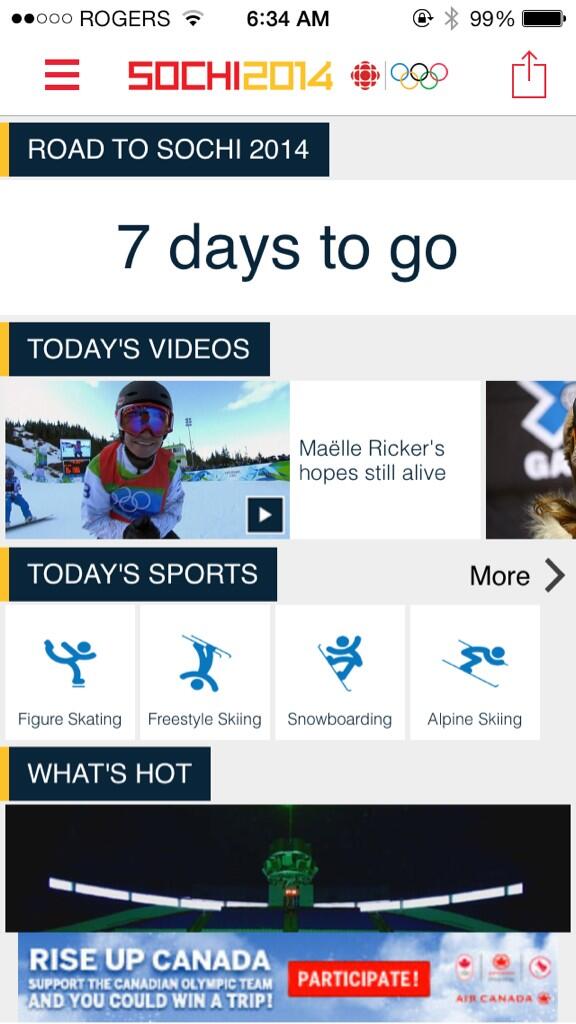 ROGERS 6:34 AM 99%
SOCHI2014
ROAD TO SOCHI 2014
7 days to go
TODAY'S VIDEOS
Maëlle Ricker's
hopes still alive
GA
TODAY'S SPORTS
More
Figure Skating
Freestyle Skiing
Snowboarding
Alpine Skiing
WHAT'S HOT
RISE UP CANADA
SUPPORT THE CANADIAN OLYMPIC TEAM
AND YOU COULD WIN A TRIP!
PARTICIPATE!
AIR CANADA